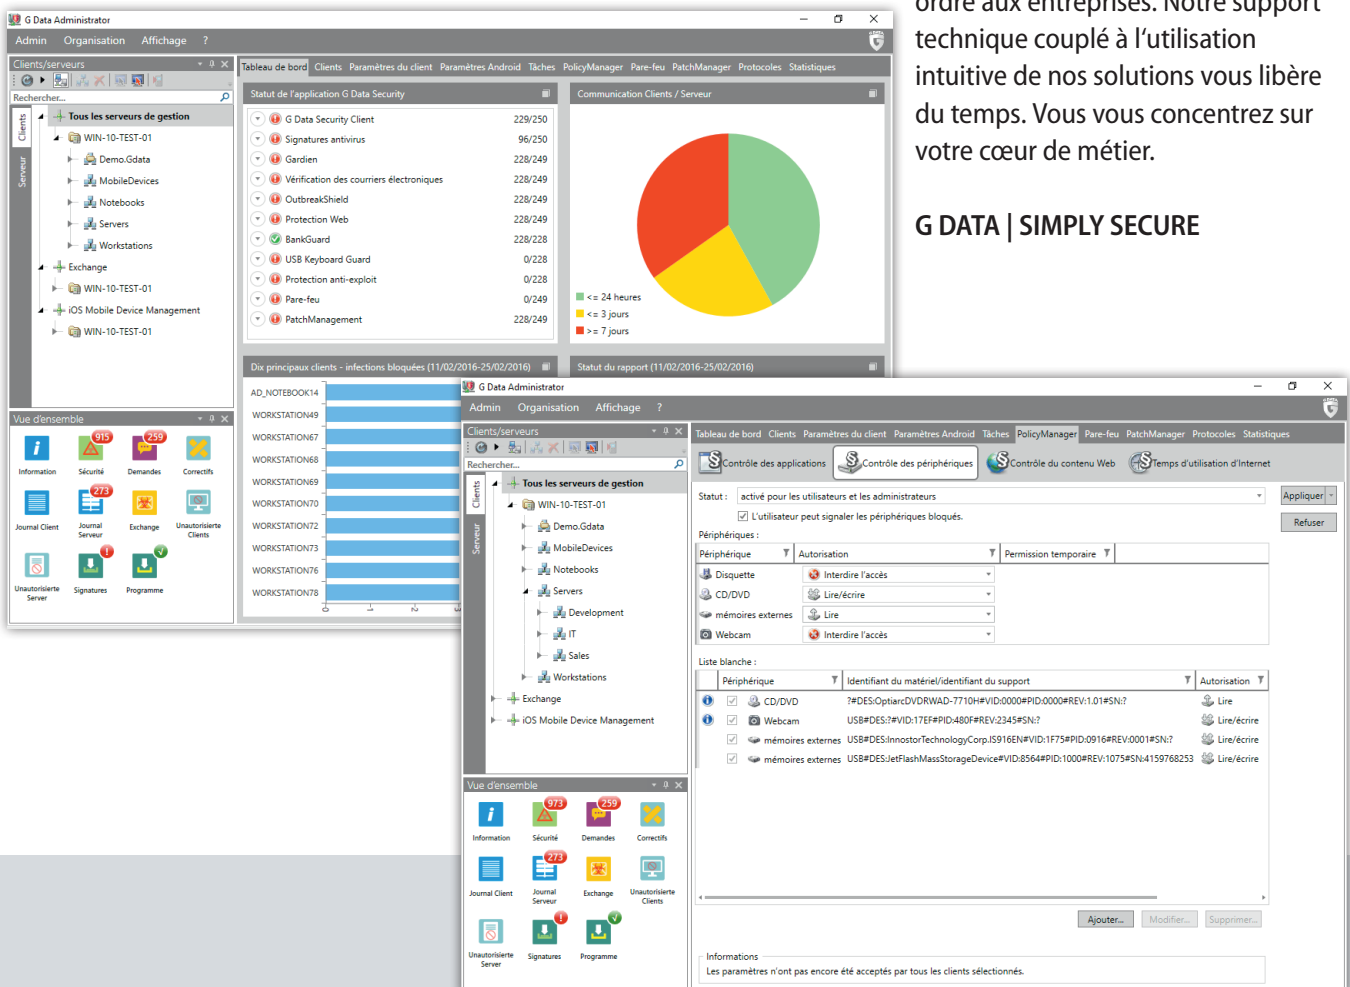 ordre aux entreprises. Notre support
technique couplé à l'utilisation
intuitive de nos solutions vous libère
du temps. Vous vous concentrez sur
votre cœur de métier.
G DATA | SIMPLY SECURE
G Data Administrator
Admin Organisation Affichage ?
Clients/serveurs
Rechercher...
Clients
Serveur
Tous les serveurs de gestion
WIN-10-TEST-01
Demo.Gdata
MobileDevices
Notebooks
Servers
Workstations
Exchange
WIN-10-TEST-01
iOS Mobile Device Management
WIN-10-TEST-01
Tableau de bord Clients Paramètres du client Paramètres Android Tâches PolicyManager Pare-feu PatchManager Protocoles Statistiques
Statut de l'application G Data Security
G Data Security Client 229/250
Signatures antivirus 96/250
Gardien 228/249
Vérification des courriers électroniques 228/249
OutbreakShield 228/249
Protection Web 228/249
BankGuard 228/228
USB Keyboard Guard 0/228
Protection anti-exploit 0/228
Pare-feu 0/249
PatchManagement 228/249
Communication Clients / Serveur
<= 24 heures
<= 3 jours
>= 7 jours
Dix principaux clients - infections bloquées (11/02/2016-25/02/2016)
AD_NOTEBOOK14
WORKSTATION49
WORKSTATION67
WORKSTATION68
WORKSTATION69
WORKSTATION70
WORKSTATION72
WORKSTATION73
WORKSTATION76
WORKSTATION78
0 1 2 3
Statut du rapport (11/02/2016-25/02/2016)
Vue d'ensemble
915 259
Information Sécurité Demandes Correctifs
273
Journal Client Journal Serveur Exchange Unautorisierte Clients
Unautorisierte Server Signatures Programme
G Data Administrator
Admin Organisation Affichage ?
Clients/serveurs
Rechercher...
Clients
Serveur
Tous les serveurs de gestion
WIN-10-TEST-01
Demo.Gdata
MobileDevices
Notebooks
Servers
Development
IT
Sales
Workstations
Exchange
iOS Mobile Device Management
Vue d'ensemble
973 259
Information Sécurité Demandes Correctifs
273
Journal Client Journal Serveur Exchange Unautorisierte Clients
Unautorisierte Server Signatures Programme
Tableau de bord Clients Paramètres du client Paramètres Android Tâches PolicyManager Pare-feu PatchManager Protocoles Statistiques
Contrôle des applications Contrôle des périphériques Contrôle du contenu Web Temps d'utilisation d'Internet
Statut : activé pour les utilisateurs et les administrateurs
Appliquer
L'utilisateur peut signaler les périphériques bloqués.
Refuser
Périphériques :
Périphérique Autorisation Permission temporaire
Disquette Interdire l'accès
CD/DVD Lire/écrire
mémoires externes Lire
Webcam Interdire l'accès
Liste blanche :
Périphérique Identifiant du matériel/identifiant du support Autorisation
CD/DVD ?#DES:OptiarcDVDRWAD-7710H#VID:0000#PID:0000#REV:1.01#SN:? Lire
Webcam USB#DES:?#VID:17EF#PID:480F#REV:2345#SN:? Lire/écrire
mémoires externes USB#DES:InnostorTechnologyCorp.IS916EN#VID:1F75#PID:0916#REV:0001#SN:? Lire/écrire
mémoires externes USB#DES:JetFlashMassStorageDevice#VID:8564#PID:1000#REV:1075#SN:4159768253 Lire/écrire
Ajouter... Modifier... Supprimer...
Informations
Les paramètres n'ont pas encore été acceptés par tous les clients sélectionnés.